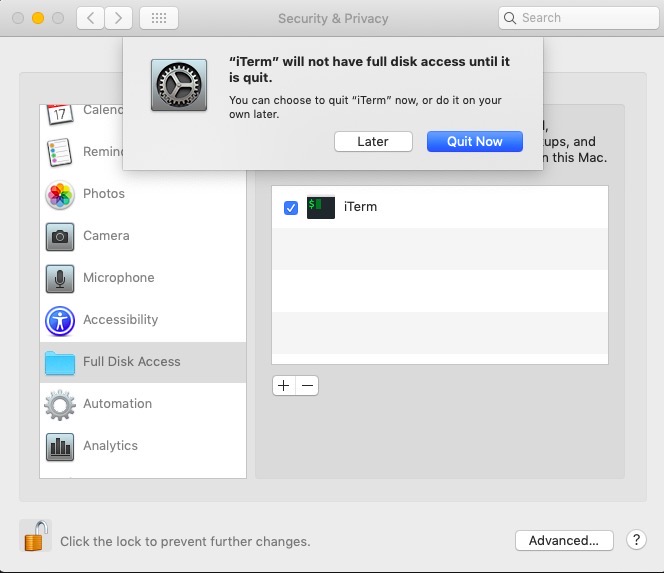 Security & Privacy
Search
“iTerm” will not have full disk access until it
is quit.
You can choose to quit “iTerm” now, or do it on your
own later.
Later
Quit Now
17
Photos
Camera
Microphone
Accessibility
Full Disk Access
Automation
Analytics
ups, and
n this Mac.
$
iTerm
+
−
Click the lock to prevent further changes.
Advanced...
?